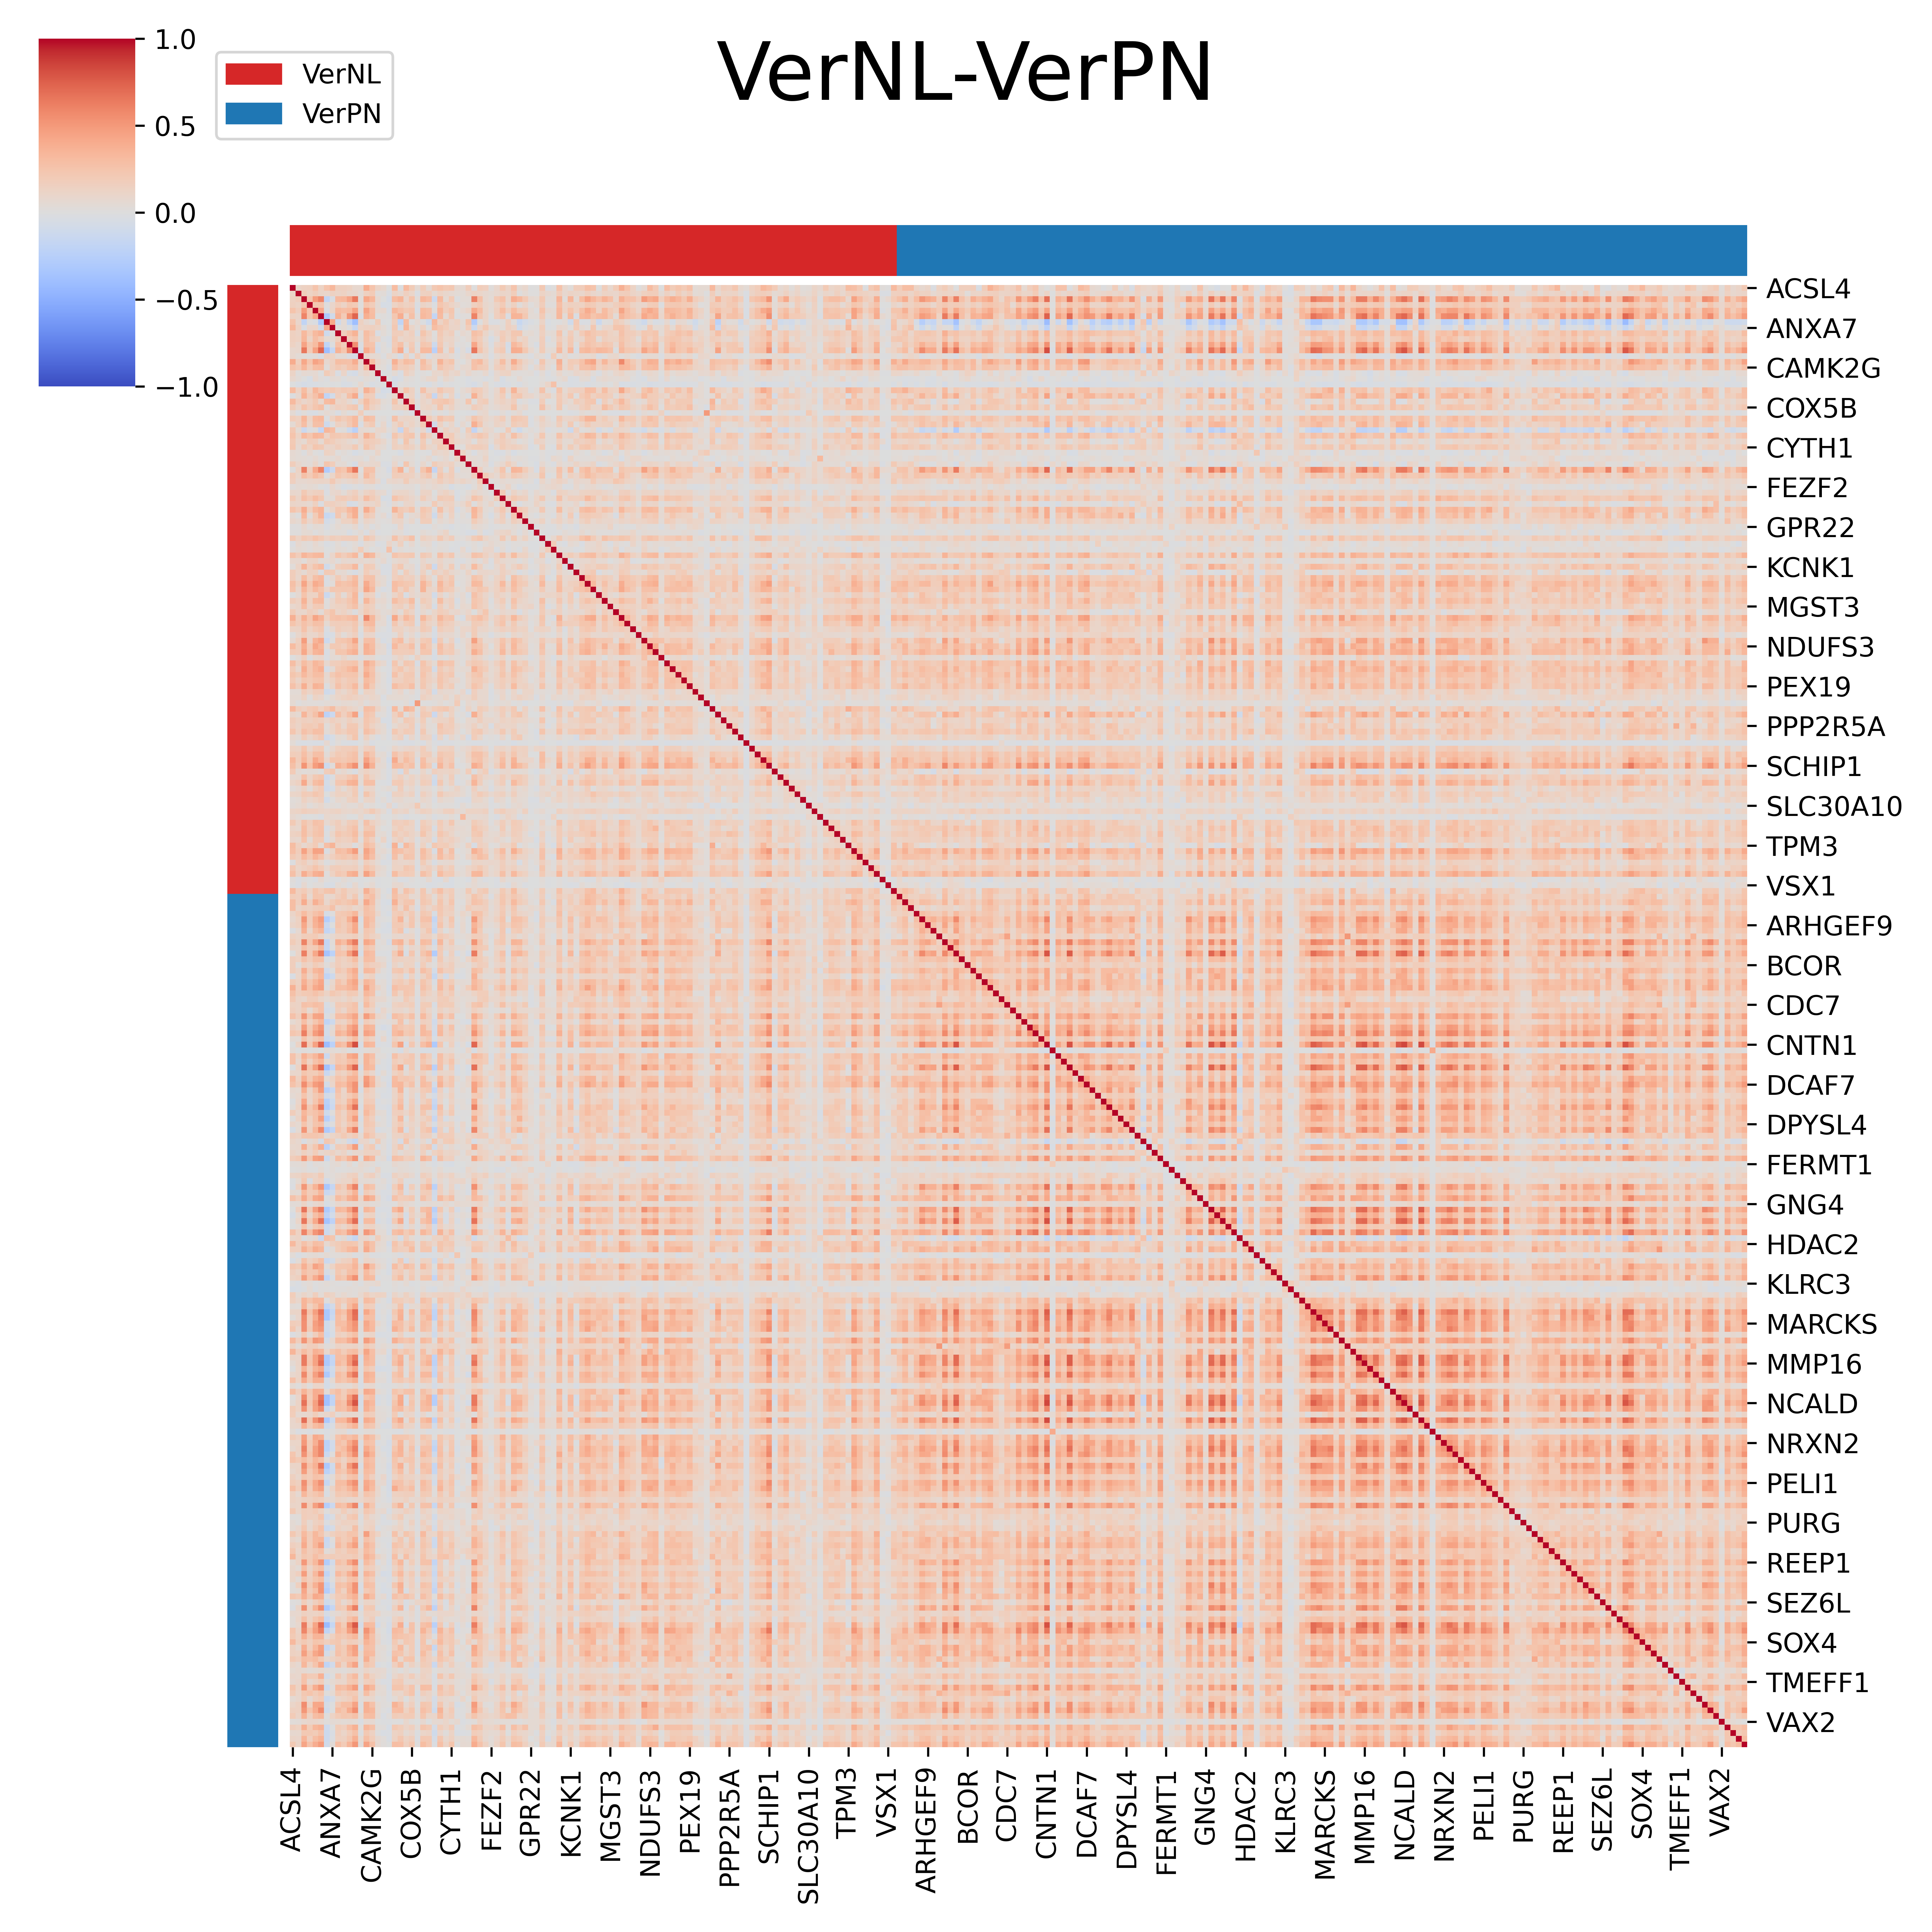 VerNL-VerPN
1.0
0.5
0.0
−0.5
−1.0
VerNL
VerPN
ACSL4
ANXA7
CAMK2G
COX5B
CYTH1
FEZF2
GPR22
KCNK1
MGST3
NDUFS3
PEX19
PPP2R5A
SCHIP1
SLC30A10
TPM3
VSX1
ARHGEF9
BCOR
CDC7
CNTN1
DCAF7
DPYSL4
FERMT1
GNG4
HDAC2
KLRC3
MARCKS
MMP16
NCALD
NRXN2
PELI1
PURG
REEP1
SEZ6L
SOX4
TMEFF1
VAX2
ACSL4
ANXA7
CAMK2G
COX5B
CYTH1
FEZF2
GPR22
KCNK1
MGST3
NDUFS3
PEX19
PPP2R5A
SCHIP1
SLC30A10
TPM3
VSX1
ARHGEF9
BCOR
CDC7
CNTN1
DCAF7
DPYSL4
FERMT1
GNG4
HDAC2
KLRC3
MARCKS
MMP16
NCALD
NRXN2
PELI1
PURG
REEP1
SEZ6L
SOX4
TMEFF1
VAX2